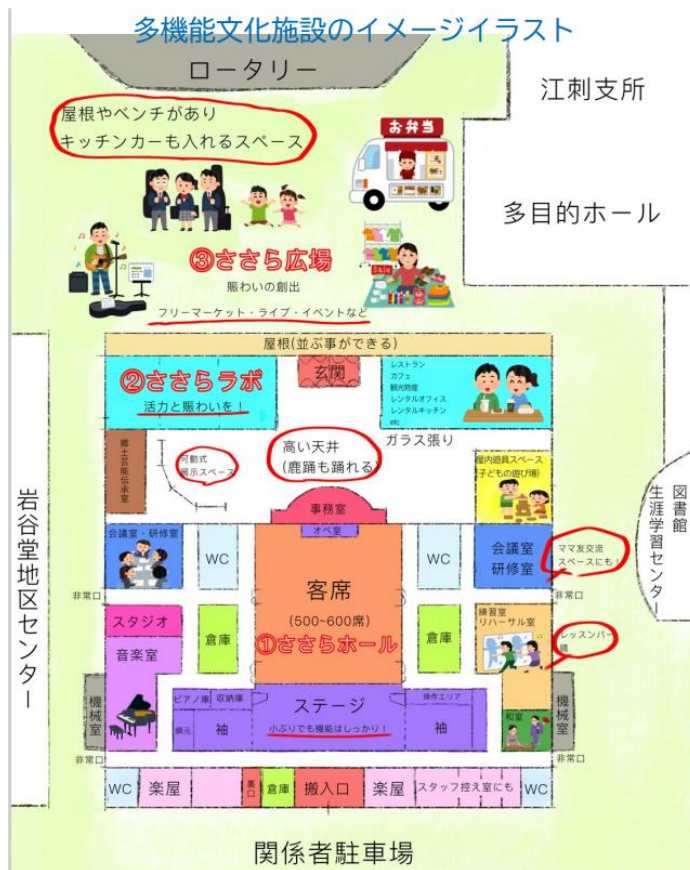 多機能文化施設のイメージイラスト
ロータリー
江刺支所
屋根やベンチがあり
キッチンカーも入れるスペース
お弁当
多目的ホール
③ささら広場
賑わいの創出
Sale
フリーマーケット・ライブ・イベントなど
屋根(並ぶ事ができる)
②ささらラボ
活力と賑わいを！
玄関
レストラン
カフェ
観光物産
レンタルオフィス
レンタルキッチン
etc
ガラス張り
郷土芸能伝承室
可動式
展示スペース
高い天井
(鹿踊も踊れる)
屋内遊具スペース
(子どもの遊び場)
事務室
オペ室
岩谷堂地区センター
図書館
生涯学習センター
会議室・研修室
WC
客席
(500~600席)
①ささらホール
WC
会議室
研修室
ママ友交流
スペースにも！
非常口
非常口
スタジオ
音楽室
倉庫
倉庫
練習室
リハーサル室
レッスンバー
鏡
機械室
ピアノ庫
収納庫
綱元
袖
ステージ
小ぶりでも機能はしっかり！
操作エリア
袖
和室
機械室
非常口
非常口
WC
楽屋
裏口
倉庫
搬入口
楽屋
スタッフ控え室にも
WC
関係者駐車場